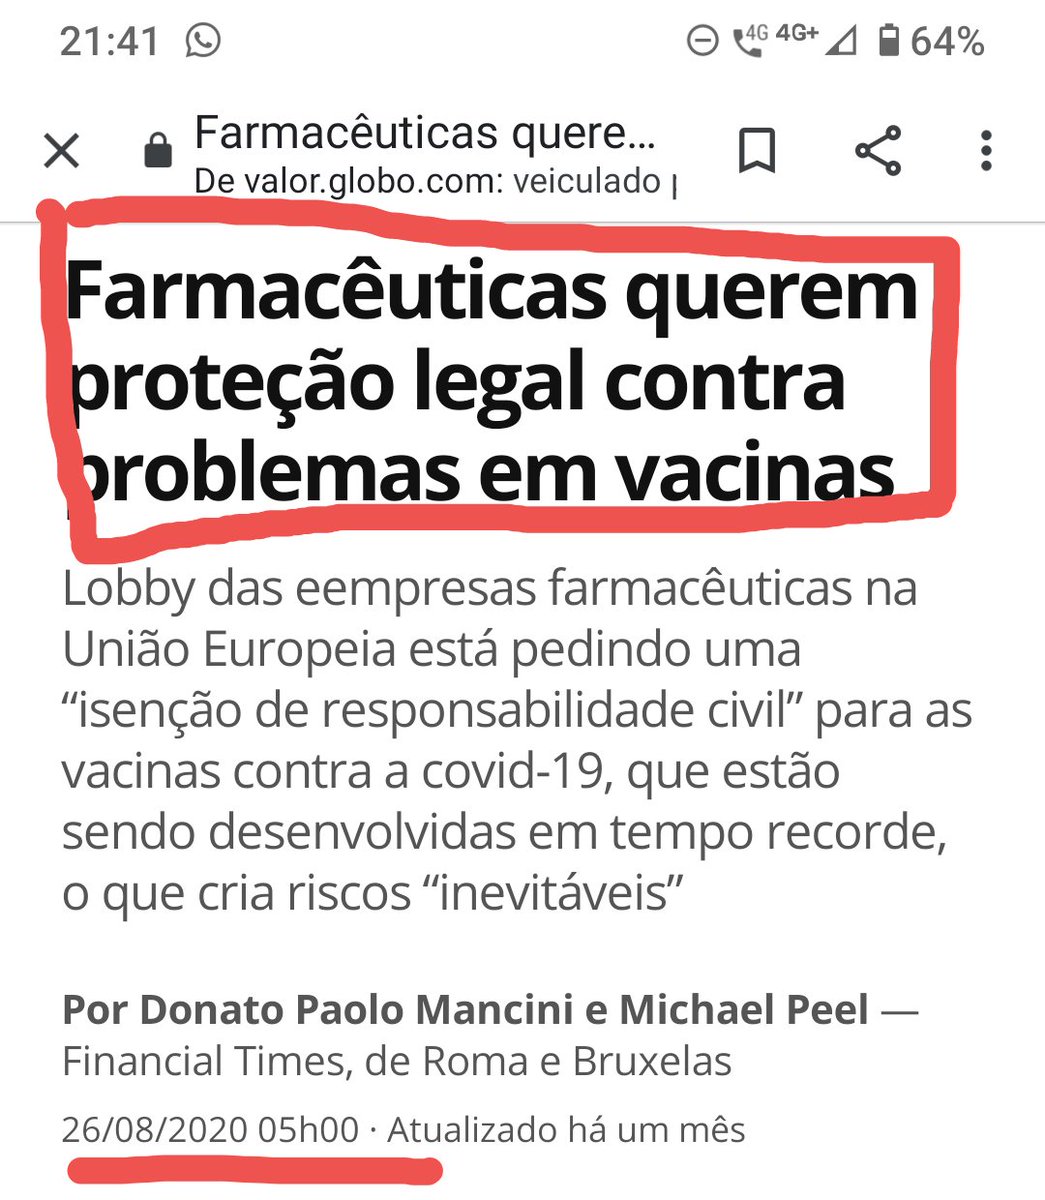 21:41 4G 4G+ 64%
Farmacêuticas quere...
De valor.globo.com: veiculado
Farmacêuticas querem
proteção legal contra
problemas em vacinas
Lobby das eempresas farmacêuticas na
União Europeia está pedindo uma
“isenção de responsabilidade civil” para as
vacinas contra a covid-19, que estão
sendo desenvolvidas em tempo recorde,
o que cria riscos “inevitáveis”
Por Donato Paolo Mancini e Michael Peel —
Financial Times, de Roma e Bruxelas
26/08/2020 05h00 · Atualizado há um mês